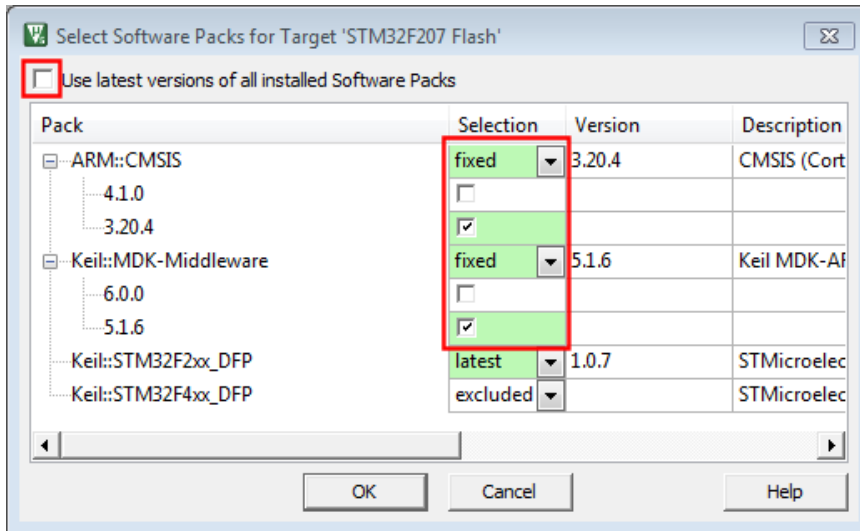 Select Software Packs for Target 'STM32F207 Flash'
Use latest versions of all installed Software Packs
Pack Selection Version Description
ARM::CMSIS fixed 3.20.4 CMSIS (Cort
4.1.0
3.20.4
Keil::MDK-Middleware fixed 5.1.6 Keil MDK-AR
6.0.0
5.1.6
Keil::STM32F2xx_DFP latest 1.0.7 STMicroelec
Keil::STM32F4xx_DFP excluded STMicroelec
OK Cancel Help